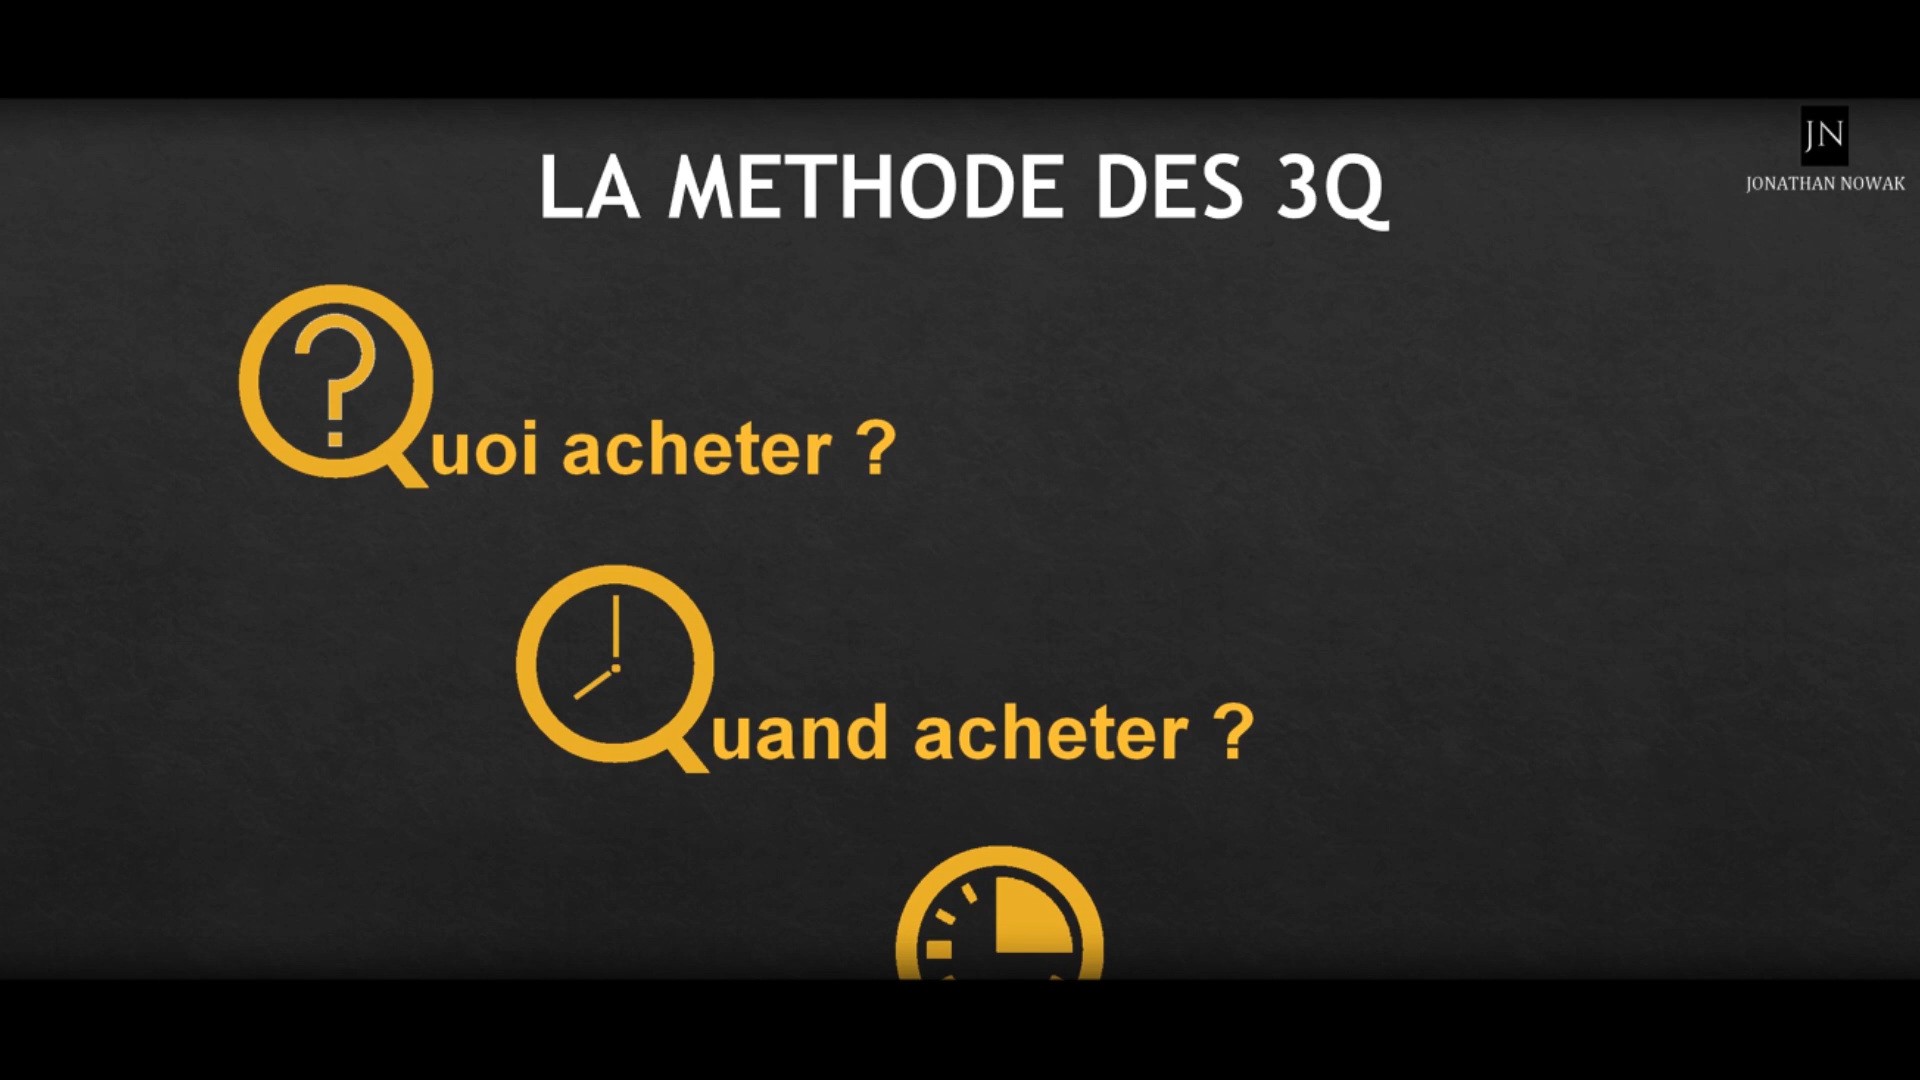 JN
JONATHAN NOWAK
LA METHODE DES 3Q
Quoi acheter ?
Quand acheter ?